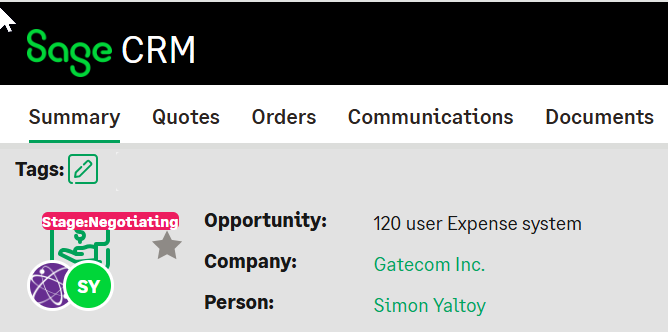 Sage CRM
Summary Quotes Orders Communications Documents
Tags:
Stage:Negotiating
Opportunity: 120 user Expense system
Company: Gatecom Inc.
SY
Person: Simon Yaltoy